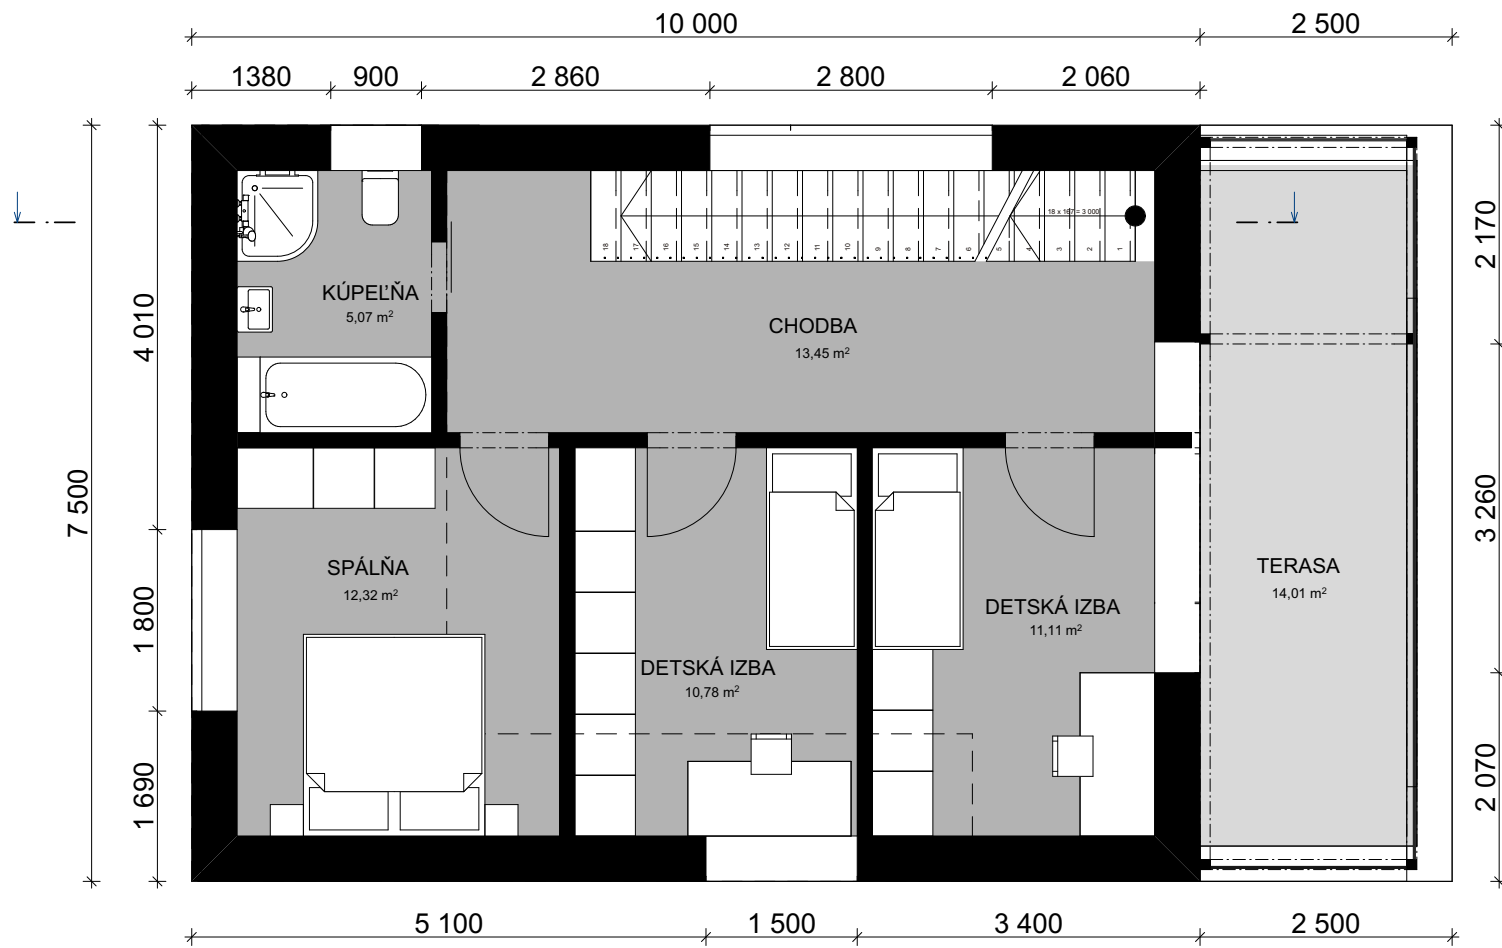 10 000
2 500
1380
900
2 860
2 800
2 060
18 x 167 = 3 000
18
17
16
15
14
13
12
11
10
9
8
7
6
5
4
3
2
1
2 170
KÚPEĽŇA
5,07 m²
4 010
CHODBA
13,45 m²
7 500
3 260
SPÁLŇA
12,32 m²
TERASA
14,01 m²
DETSKÁ IZBA
11,11 m²
1 800
DETSKÁ IZBA
10,78 m²
1 690
2 070
5 100
1 500
3 400
2 500